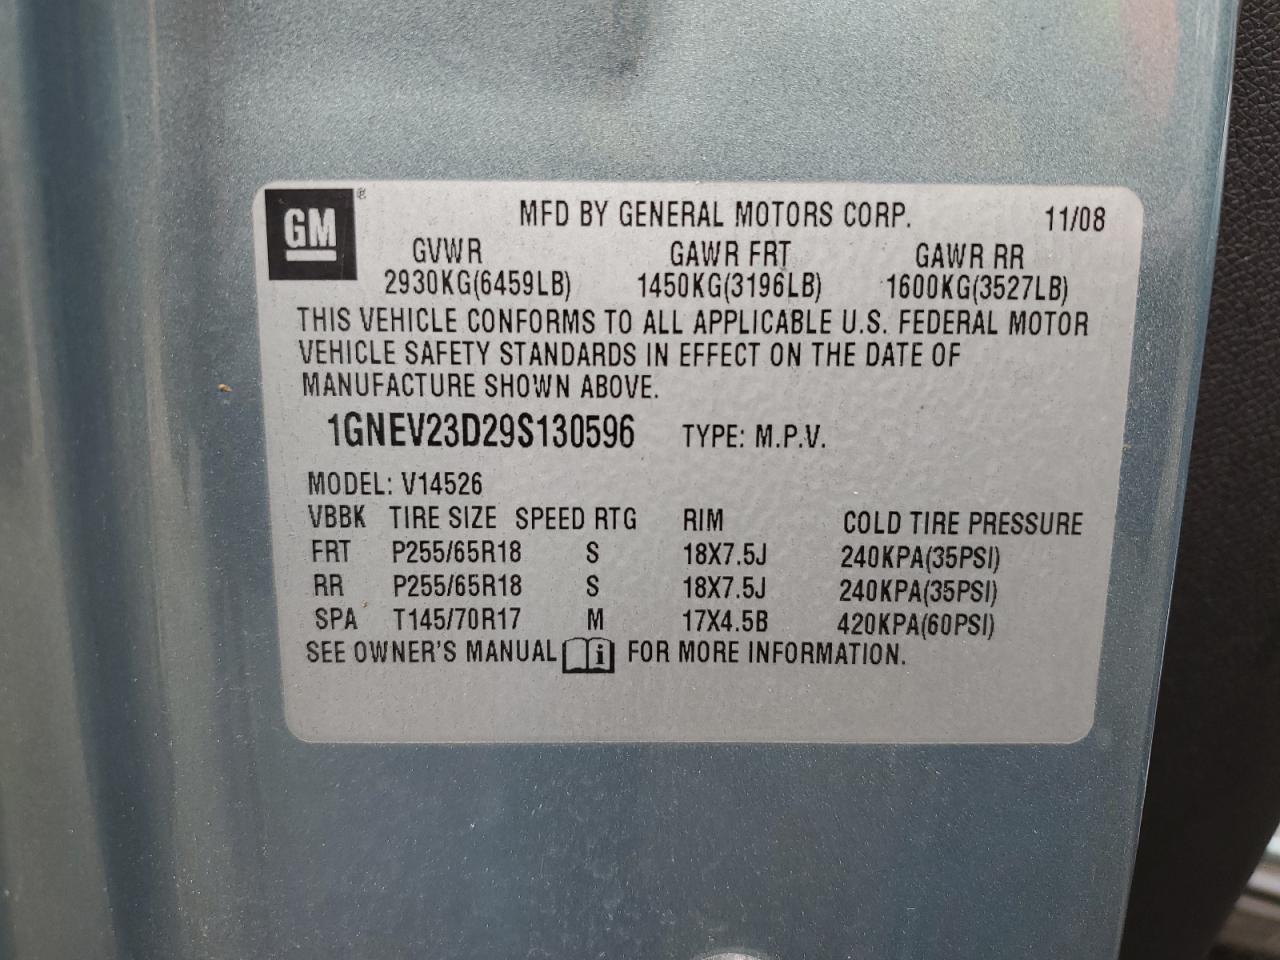 GM ®
MFD BY GENERAL MOTORS CORP. 11/08
GVWR GAWR FRT GAWR RR
2930KG(6459LB) 1450KG(3196LB) 1600KG(3527LB)
THIS VEHICLE CONFORMS TO ALL APPLICABLE U.S. FEDERAL MOTOR
VEHICLE SAFETY STANDARDS IN EFFECT ON THE DATE OF
MANUFACTURE SHOWN ABOVE.
1GNEV23D29S130596 TYPE: M.P.V.
MODEL: V14526
VBBK TIRE SIZE SPEED RTG RIM COLD TIRE PRESSURE
FRT P255/65R18 S 18X7.5J 240KPA(35PSI)
RR P255/65R18 S 18X7.5J 240KPA(35PSI)
SPA T145/70R17 M 17X4.5B 420KPA(60PSI)
SEE OWNER'S MANUAL i FOR MORE INFORMATION.